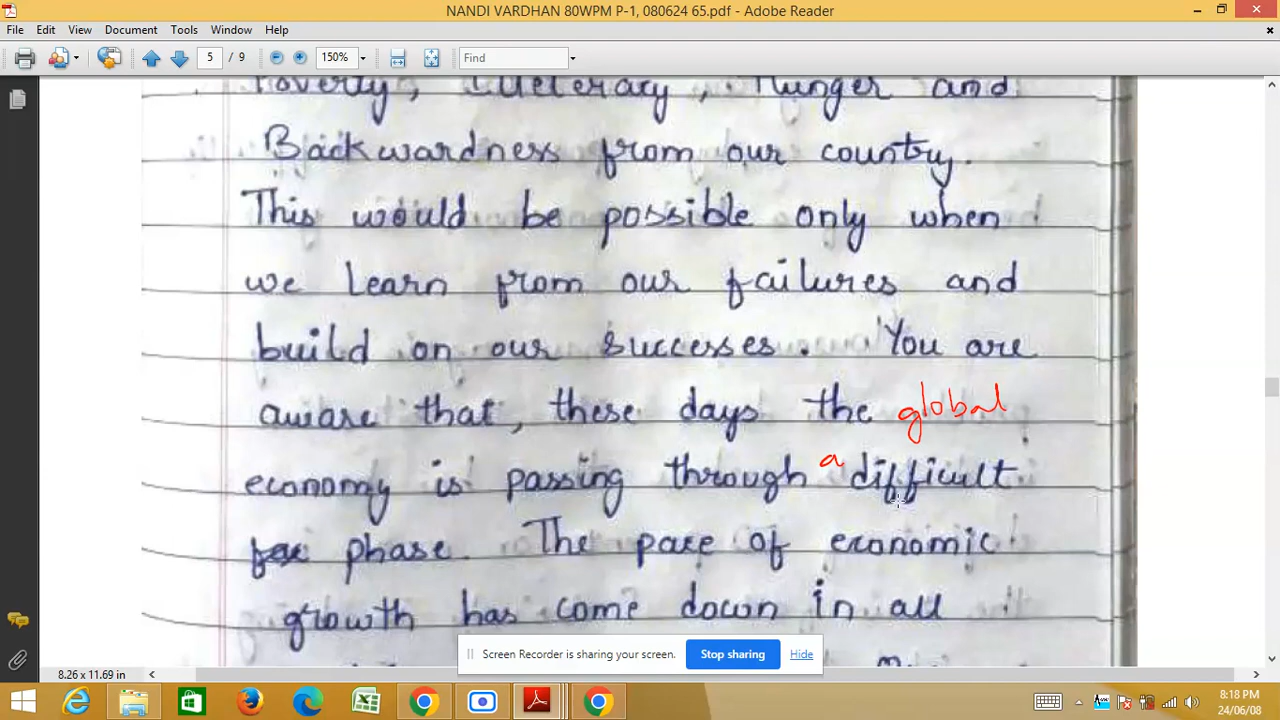 NANDI VARDHAN 80WPM P-1, 080624 65.pdf - Adobe Reader
File Edit View Document Tools Window Help
5 / 9 150% Find
Poverty, Illeteracy, Hunger and
Backwardness from our country.
This would be possible only when
we learn from our failures and
build on our successes. You are
aware that, these days the global
economy is passing through a difficult
phase. The pace of economic
growth has come down in all
Screen Recorder is sharing your screen. Stop sharing Hide
8.26 x 11.69 in
8:18 PM
24/06/08